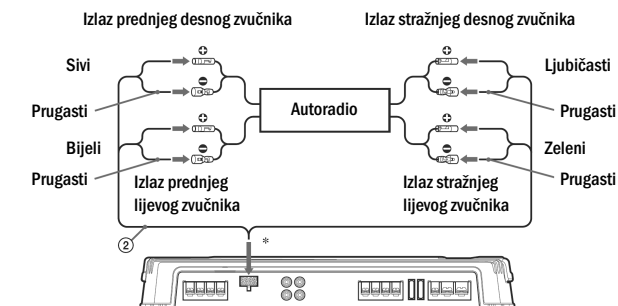 Izlaz prednjeg desnog zvučnika
Izlaz stražnjeg desnog zvučnika
Sivi
Ljubičasti
Prugasti
Autoradio
Prugasti
Bijeli
Zeleni
Prugasti
Izlaz prednjeg
lijevog zvučnika
Izlaz stražnjeg
lijevog zvučnika
Prugasti
②
*